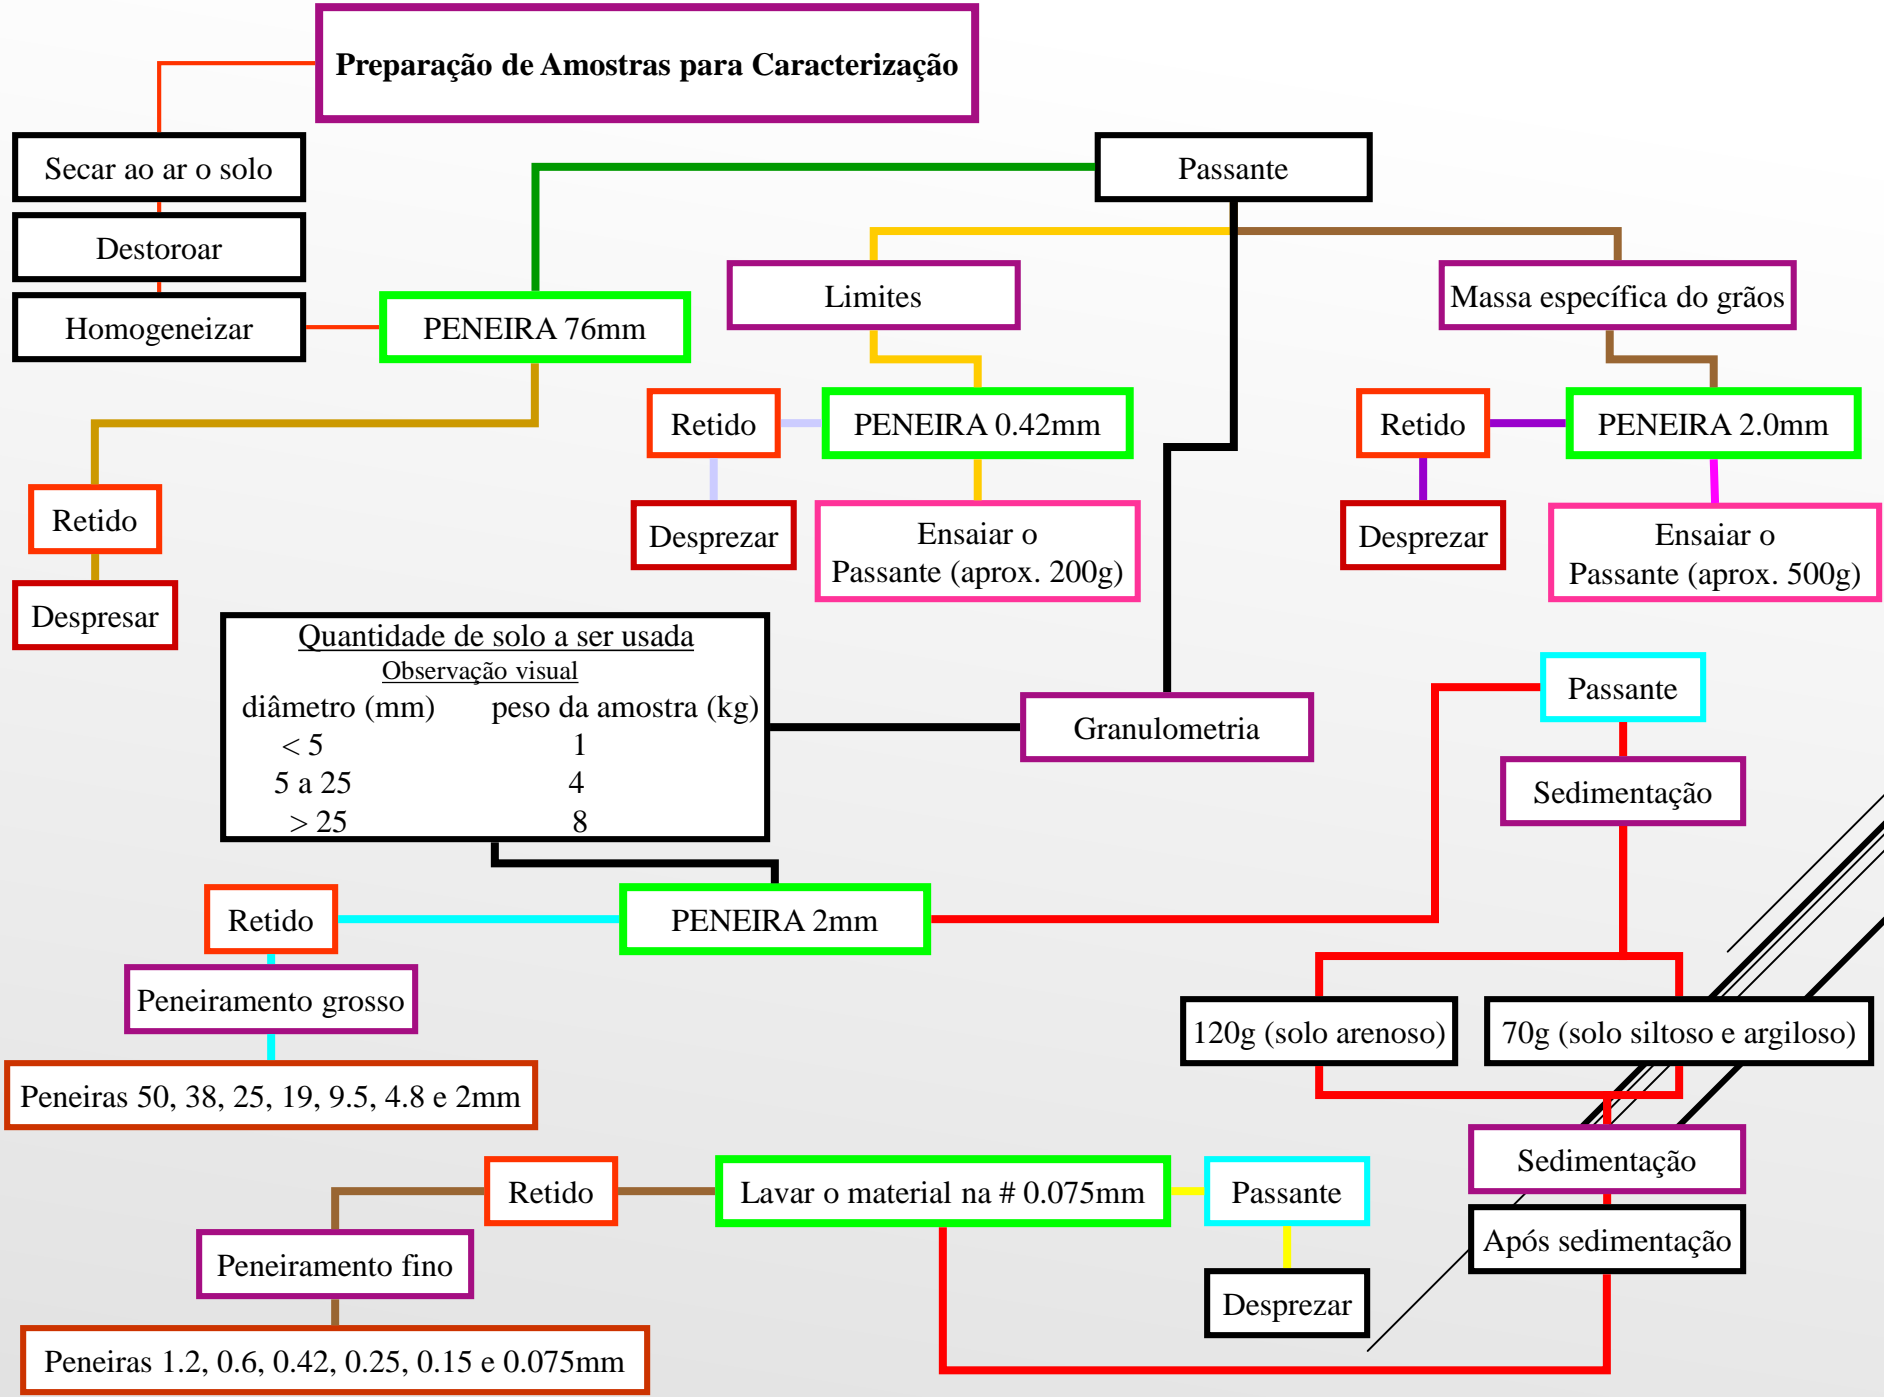 Preparação de Amostras para Caracterização
Secar ao ar o solo
Destoroar
Homogeneizar
PENEIRA 76mm
Passante
Limites
Massa específica do grãos
Retido
PENEIRA 0.42mm
Retido
PENEIRA 2.0mm
Retido
Desprezar
Ensaiar o
Passante (aprox. 200g)
Desprezar
Ensaiar o
Passante (aprox. 500g)
Despresar
Quantidade de solo a ser usada
Observação visual
diâmetro (mm) peso da amostra (kg)
< 5 1
5 a 25 4
> 25 8
Granulometria
Passante
Sedimentação
Retido
PENEIRA 2mm
Peneiramento grosso
Peneiras 50, 38, 25, 19, 9.5, 4.8 e 2mm
120g (solo arenoso)
70g (solo siltoso e argiloso)
Sedimentação
Após sedimentação
Retido
Lavar o material na # 0.075mm
Passante
Desprezar
Peneiramento fino
Peneiras 1.2, 0.6, 0.42, 0.25, 0.15 e 0.075mm